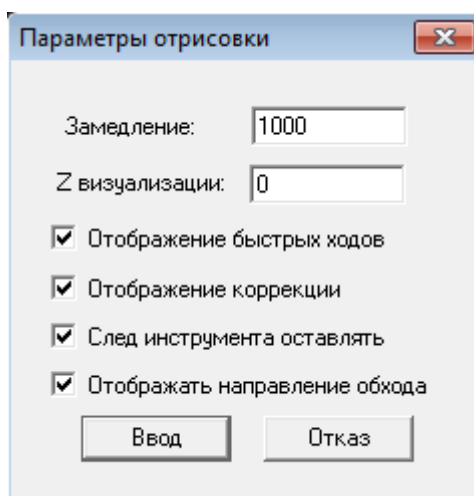 Параметры отрисовки
Замедление: 1000
Z визуализации: 0
Отображение быстрых ходов
Отображение коррекции
След инструмента оставлять
Отображать направление обхода
Ввод Отказ